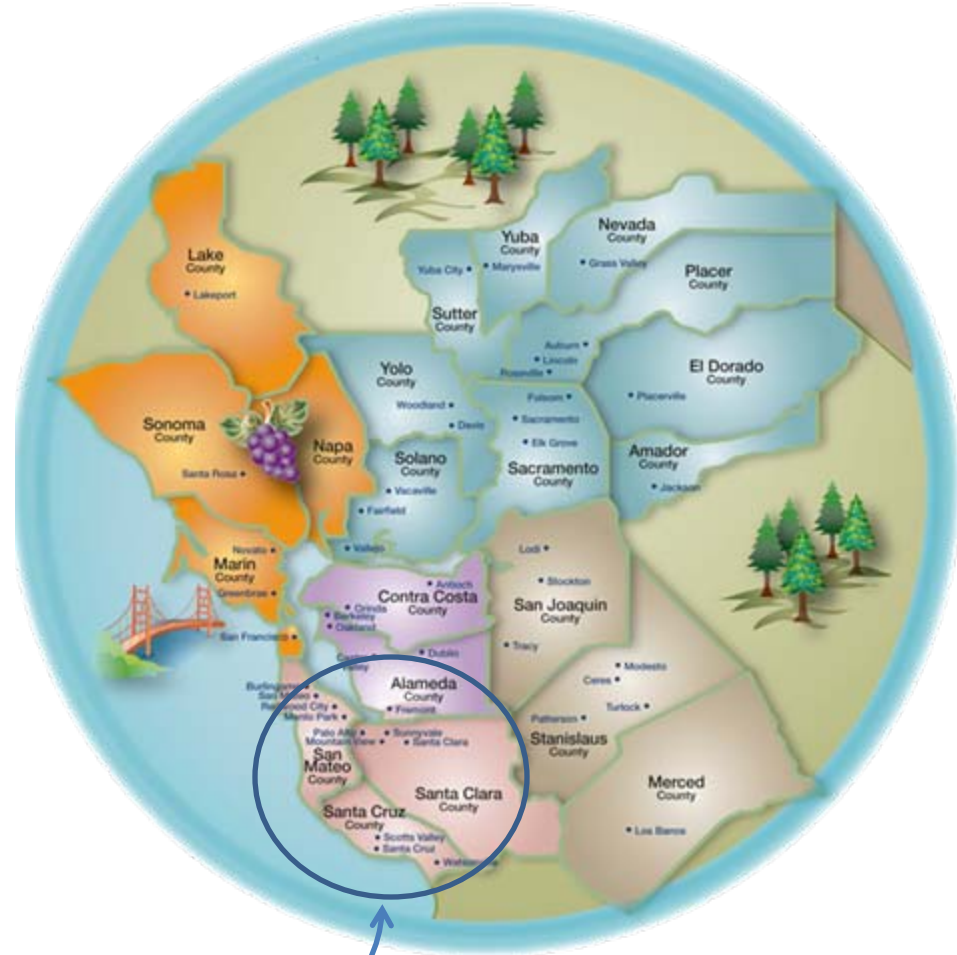 Lake
County
Lakeport
Yuba
County
Yuba City
Marysville
Nevada
County
Grass Valley
Placer
County
Sutter
County
Auburn
Lincoln
Roseville
Yolo
County
Woodland
Davis
El Dorado
County
Placerville
Folsom
Sacramento
Elk Grove
Sacramento
County
Sonoma
County
Santa Rosa
Napa
County
Solano
County
Vacaville
Fairfield
Vallejo
Amador
County
Jackson
Novato
Marin
County
Greenbrae
San Francisco
Antioch
Contra Costa
County
Orinda
Berkeley
Oakland
Lodi
Stockton
San Joaquin
County
Tracy
Dublin
Alameda
County
Fremont
Modesto
Ceres
Turlock
Patterson
Stanislaus
County
Burlingame
San Mateo
Redwood City
Menlo Park
Palo Alto
Mountain View
Sunnyvale
Santa Clara
San
Mateo
County
Santa Clara
County
Santa Cruz
County
Scotts Valley
Santa Cruz
Watsonville
Merced
County
Los Banos